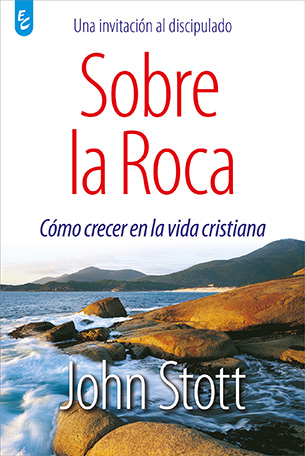 EC
Una invitación al discipulado
Sobre
la Roca
Cómo crecer en la vida cristiana
John Stott